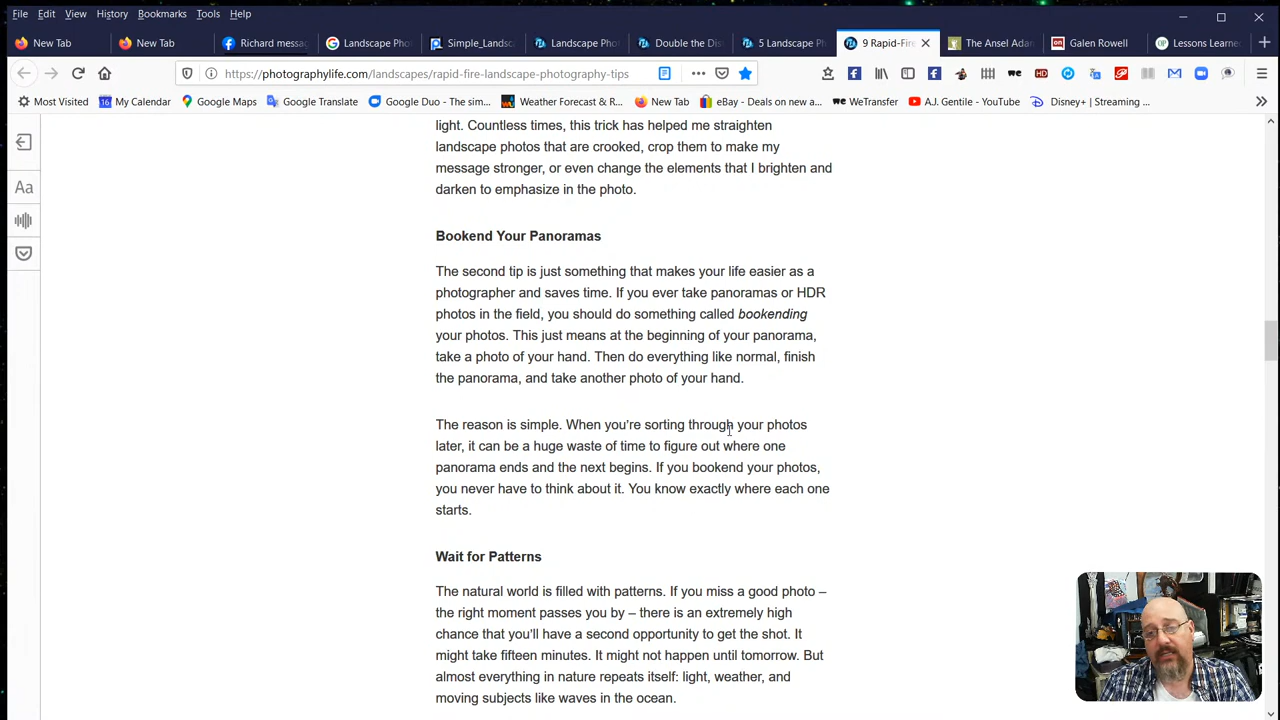 File Edit View History Bookmarks Tools Help
New Tab
New Tab
Richard messa
Landscape Pho
Simple_Landsc
Landscape Pho
Double the Dis
5 Landscape Ph
9 Rapid-Fire
The Ansel Adan
Galen Rowell
Lessons Learne
https://photographylife.com/landscapes/rapid-fire-landscape-photography-tips
Most Visited
16 My Calendar
Google Maps
Google Translate
Google Duo - The sim...
Weather Forecast & R...
New Tab
eBay - Deals on new a...
WeTransfer
A.J. Gentile - YouTube
Disney+ | Streaming ...
Aa
light. Countless times, this trick has helped me straighten
landscape photos that are crooked, crop them to make my
message stronger, or even change the elements that I brighten and
darken to emphasize in the photo.
Bookend Your Panoramas
The second tip is just something that makes your life easier as a
photographer and saves time. If you ever take panoramas or HDR
photos in the field, you should do something called bookending
your photos. This just means at the beginning of your panorama,
take a photo of your hand. Then do everything like normal, finish
the panorama, and take another photo of your hand.
The reason is simple. When you're sorting through your photos
later, it can be a huge waste of time to figure out where one
panorama ends and the next begins. If you bookend your photos,
you never have to think about it. You know exactly where each one
starts.
Wait for Patterns
The natural world is filled with patterns. If you miss a good photo –
the right moment passes you by – there is an extremely high
chance that you'll have a second opportunity to get the shot. It
might take fifteen minutes. It might not happen until tomorrow. But
almost everything in nature repeats itself: light, weather, and
moving subjects like waves in the ocean.